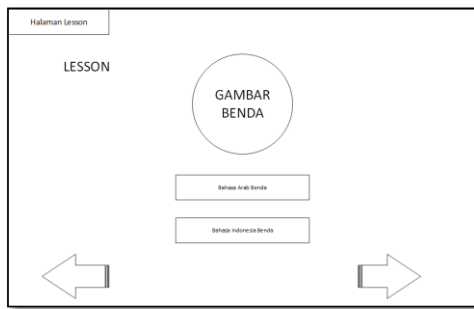 Halaman Lesson
LESSON
GAMBAR
BENDA
Bahasa Arab Benda
Bahasa Indonesia Benda